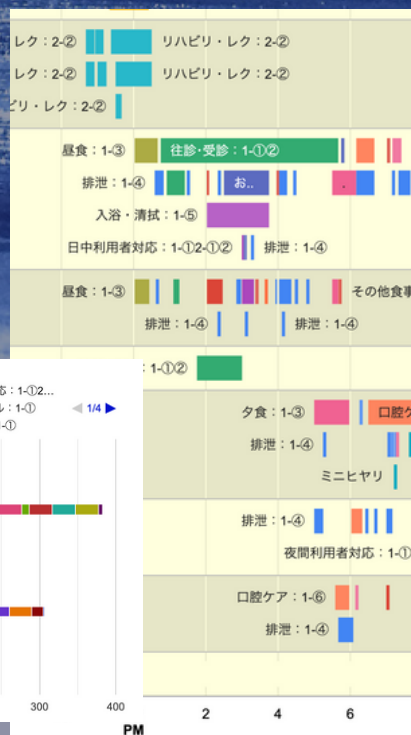 レク：2-② リハビリ・レク：2-②
レク：2-② リハビリ・レク：2-②
ビリ・レク：2-②
昼食：1-③ 往診・受診：1-①②
排泄：1-④ お..
入浴・清拭：1-⑤
日中利用者対応：1-①2-①② 排泄：1-④
昼食：1-③ その他食事
排泄：1-④ 排泄：1-④
：1-①②
応：1-①2...
ル：1-① 1/4
-①
夕食：1-③ 口腔ケ
排泄：1-④
ミニヒヤリ
排泄：1-④
夜間利用者対応：1-①
口腔ケア：1-⑥
排泄：1-④
300 400
2 4 6
PM